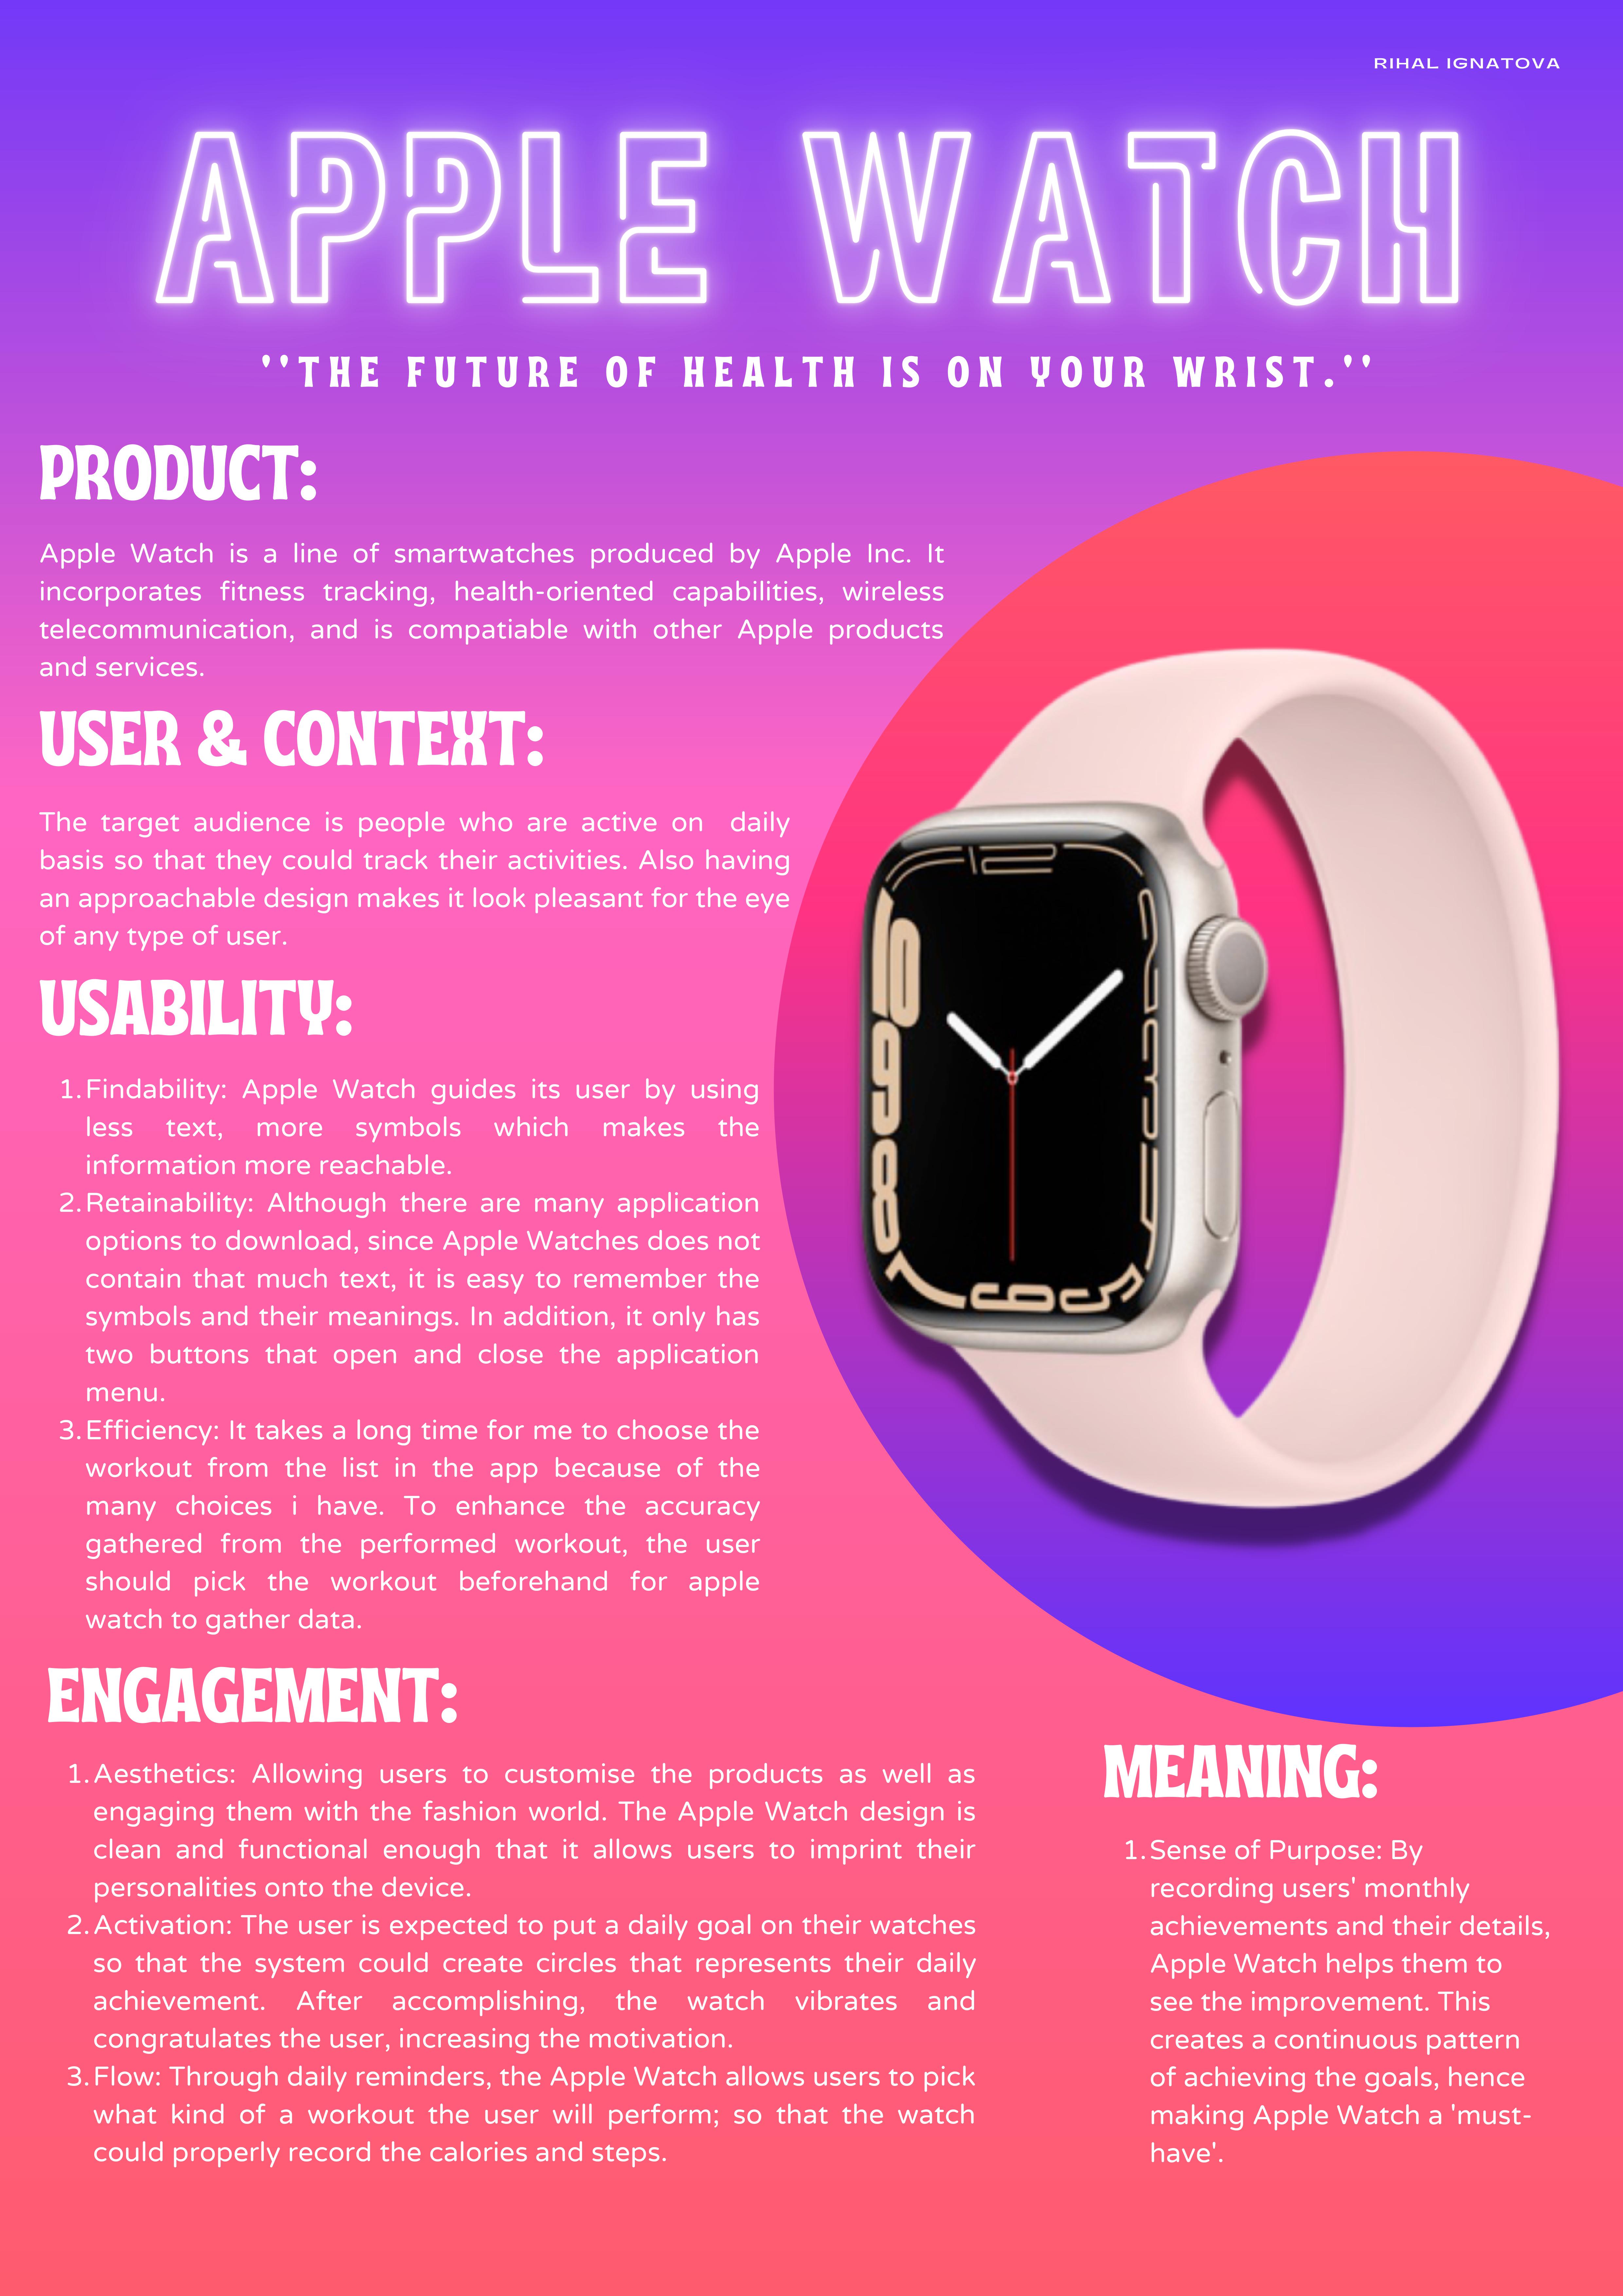 RIHAL IGNATOVA
APPLE WATCH
''THE FUTURE OF HEALTH IS ON YOUR WRIST.''
PRODUCT:
Apple Watch is a line of smartwatches produced by Apple Inc. It
incorporates fitness tracking, health-oriented capabilities, wireless
telecommunication, and is compatiable with other Apple products
and services.
USER & CONTEXT:
The target audience is people who are active on daily
basis so that they could track their activities. Also having
an approachable design makes it look pleasant for the eye
of any type of user.
USABILITY:
1. Findability: Apple Watch guides its user by using
less text, more symbols which makes the
information more reachable.
2. Retainability: Although there are many application
options to download, since Apple Watches does not
contain that much text, it is easy to remember the
symbols and their meanings. In addition, it only has
two buttons that open and close the application
menu.
3. Efficiency: It takes a long time for me to choose the
workout from the list in the app because of the
many choices i have. To enhance the accuracy
gathered from the performed workout, the user
should pick the workout beforehand for apple
watch to gather data.
12
1
2
3
4
5
6
7
8
9
10
ENGAGEMENT:
1. Aesthetics: Allowing users to customise the products as well as
engaging them with the fashion world. The Apple Watch design is
clean and functional enough that it allows users to imprint their
personalities onto the device.
2. Activation: The user is expected to put a daily goal on their watches
so that the system could create circles that represents their daily
achievement. After accomplishing, the watch vibrates and
congratulates the user, increasing the motivation.
3. Flow: Through daily reminders, the Apple Watch allows users to pick
what kind of a workout the user will perform; so that the watch
could properly record the calories and steps.
MEANING:
1. Sense of Purpose: By
recording users' monthly
achievements and their details,
Apple Watch helps them to
see the improvement. This
creates a continuous pattern
of achieving the goals, hence
making Apple Watch a 'must-
have'.